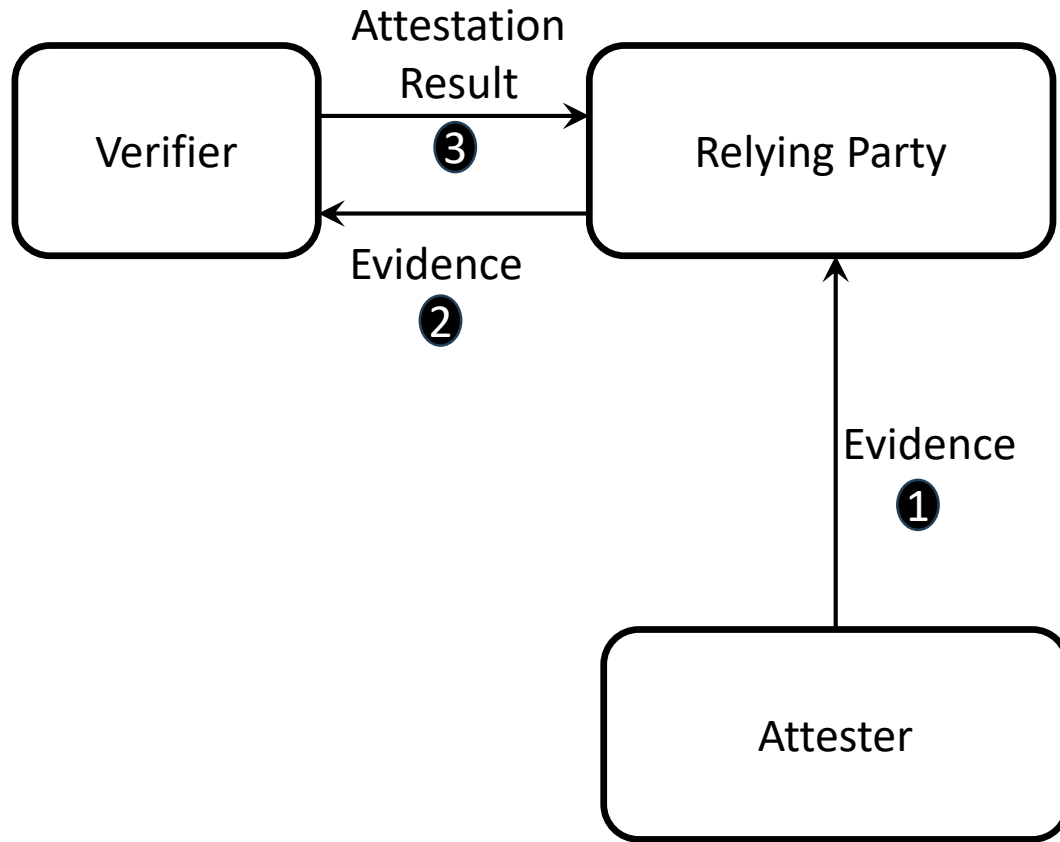 Attestation
Result
3
Verifier
Relying Party
Evidence
2
Evidence
1
Attester